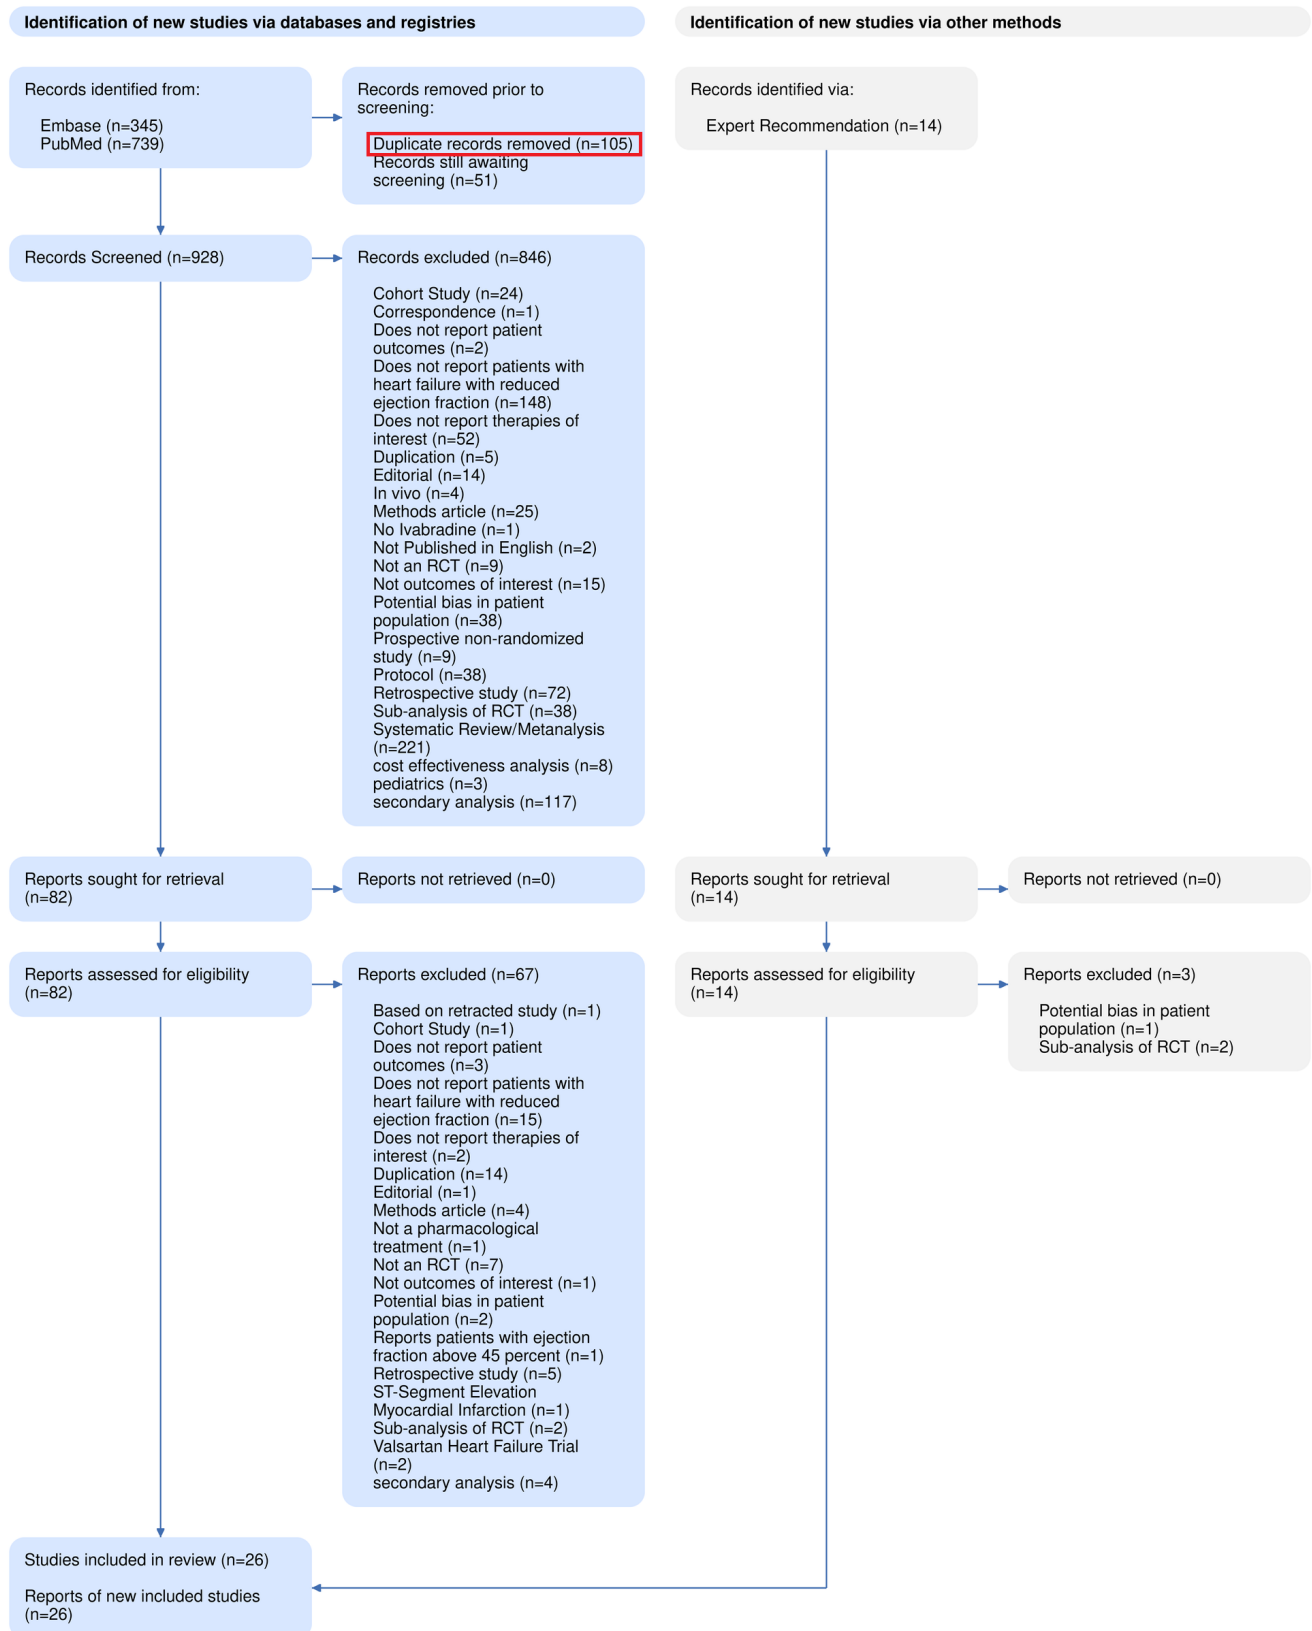 Identification of new studies via databases and registries
Identification of new studies via other methods
Records identified from:
Embase (n=345)
PubMed (n=739)
Records removed prior to
screening:
Duplicate records removed (n=105)
Records still awaiting
screening (n=51)
Records identified via:
Expert Recommendation (n=14)
Records Screened (n=928)
Records excluded (n=846)
Cohort Study (n=24)
Correspondence (n=1)
Does not report patient
outcomes (n=2)
Does not report patients with
heart failure with reduced
ejection fraction (n=148)
Does not report therapies of
interest (n=52)
Duplication (n=5)
Editorial (n=14)
In vivo (n=4)
Methods article (n=25)
No Ivabradine (n=1)
Not Published in English (n=2)
Not an RCT (n=9)
Not outcomes of interest (n=15)
Potential bias in patient
population (n=38)
Prospective non-randomized
study (n=9)
Protocol (n=38)
Retrospective study (n=72)
Sub-analysis of RCT (n=38)
Systematic Review/Metanalysis
(n=221)
cost effectiveness analysis (n=8)
pediatrics (n=3)
secondary analysis (n=117)
Reports sought for retrieval
(n=82)
Reports not retrieved (n=0)
Reports sought for retrieval
(n=14)
Reports not retrieved (n=0)
Reports assessed for eligibility
(n=82)
Reports excluded (n=67)
Based on retracted study (n=1)
Cohort Study (n=1)
Does not report patient
outcomes (n=3)
Does not report patients with
heart failure with reduced
ejection fraction (n=15)
Does not report therapies of
interest (n=2)
Duplication (n=14)
Editorial (n=1)
Methods article (n=4)
Not a pharmacological
treatment (n=1)
Not an RCT (n=7)
Not outcomes of interest (n=1)
Potential bias in patient
population (n=2)
Reports patients with ejection
fraction above 45 percent (n=1)
Retrospective study (n=5)
ST-Segment Elevation
Myocardial Infarction (n=1)
Sub-analysis of RCT (n=2)
Valsartan Heart Failure Trial
(n=2)
secondary analysis (n=4)
Reports assessed for eligibility
(n=14)
Reports excluded (n=3)
Potential bias in patient
population (n=1)
Sub-analysis of RCT (n=2)
Studies included in review (n=26)
Reports of new included studies
(n=26)